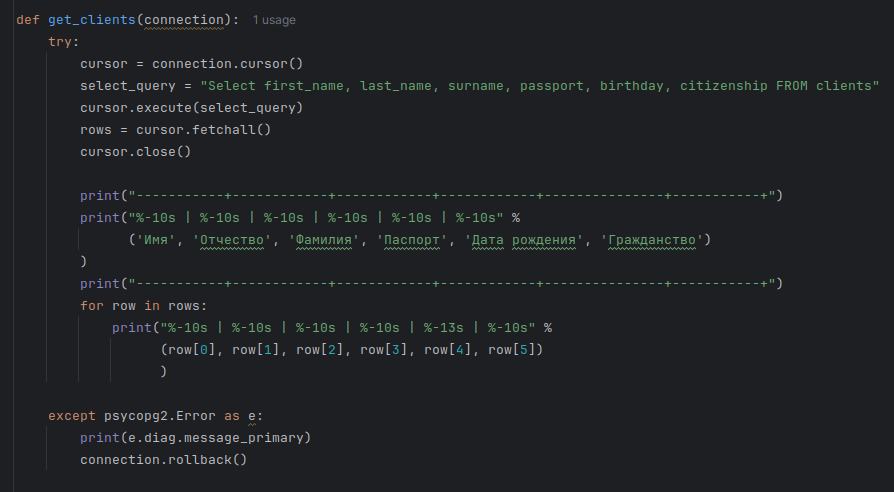 def get_clients(connection): 1 usage
    try:
        cursor = connection.cursor()
        select_query = "Select first_name, last_name, surname, passport, birthday, citizenship FROM clients"
        cursor.execute(select_query)
        rows = cursor.fetchall()
        cursor.close()

        print("-----------+------------+------------+------------+---------------+-----------+")
        print("%-10s | %-10s | %-10s | %-10s | %-10s | %-10s" %
              ('Имя', 'Отчество', 'Фамилия', 'Паспорт', 'Дата рождения', 'Гражданство')
        )
        print("-----------+------------+------------+------------+---------------+-----------+")
        for row in rows:
            print("%-10s | %-10s | %-10s | %-10s | %-13s | %-10s" %
                  (row[0], row[1], row[2], row[3], row[4], row[5])
                  )

    except psycopg2.Error as e:
        print(e.diag.message_primary)
        connection.rollback()